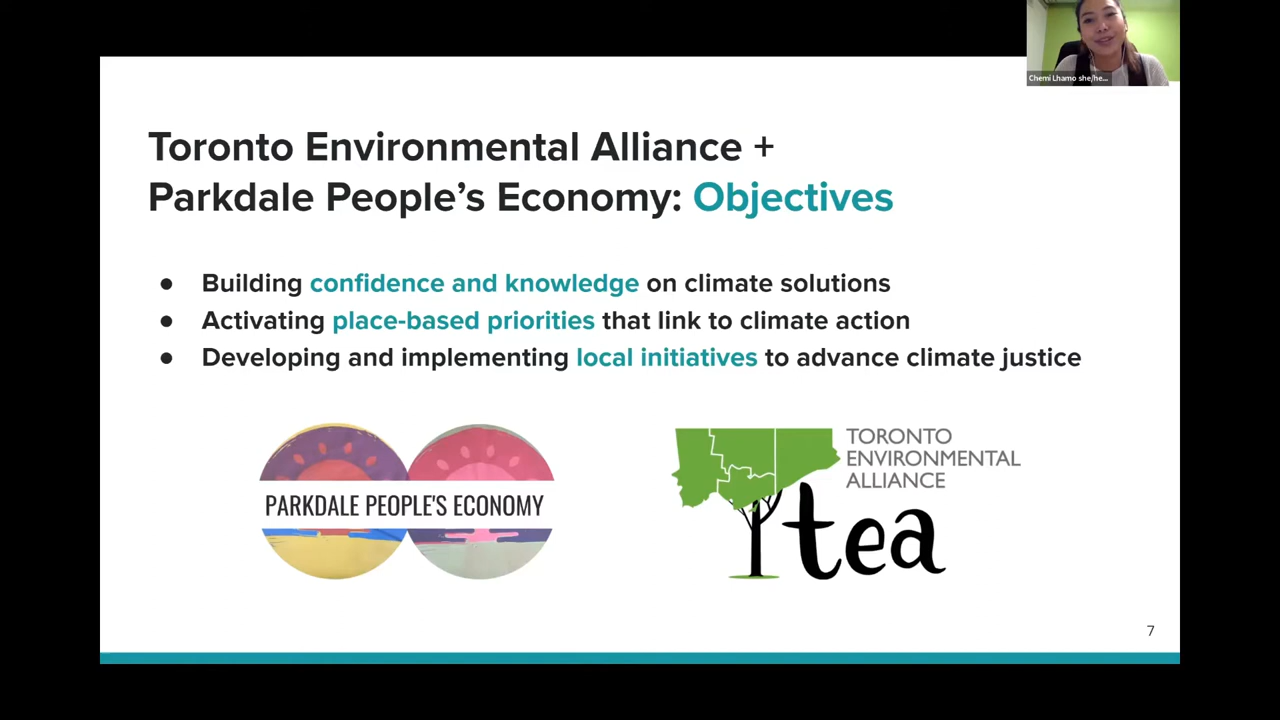 Chemi Lhamo she/he...
Toronto Environmental Alliance +
Parkdale People's Economy: Objectives
● Building confidence and knowledge on climate solutions
● Activating place-based priorities that link to climate action
● Developing and implementing local initiatives to advance climate justice
PARKDALE PEOPLE'S ECONOMY
TORONTO
ENVIRONMENTAL
ALLIANCE
tea
7